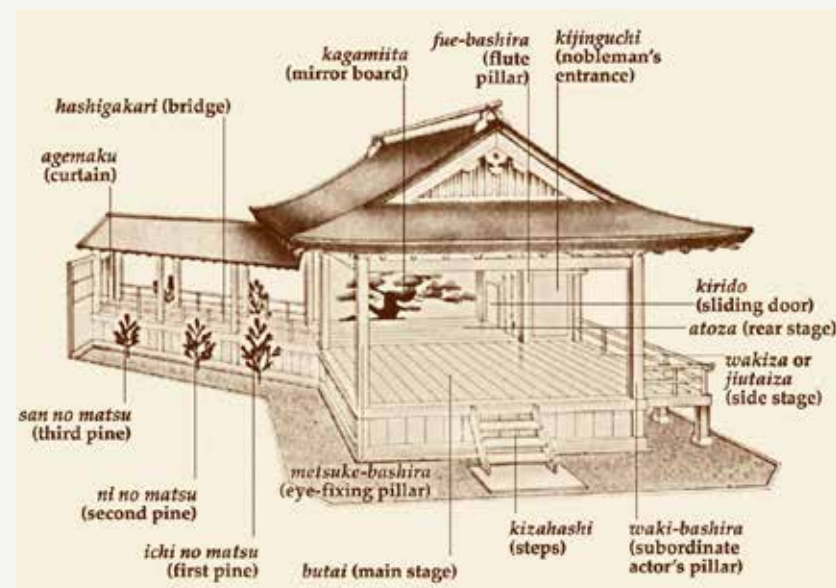 fue-bashira
(flute
pillar)
kijinguchi
(nobleman's
entrance)
kagamiita
(mirror board)
hashigakari (bridge)
agemaku
(curtain)
kirido
(sliding door)
atoza (rear stage)
wakiza or
jiutaiza
(side stage)
san no matsu
(third pine)
ni no matsu
(second pine)
ichi no matsu
(first pine)
metsuke-bashira
(eye-fixing pillar)
butai (main stage)
kizahashi
(steps)
waki-bashira
(subordinate
actor's pillar)